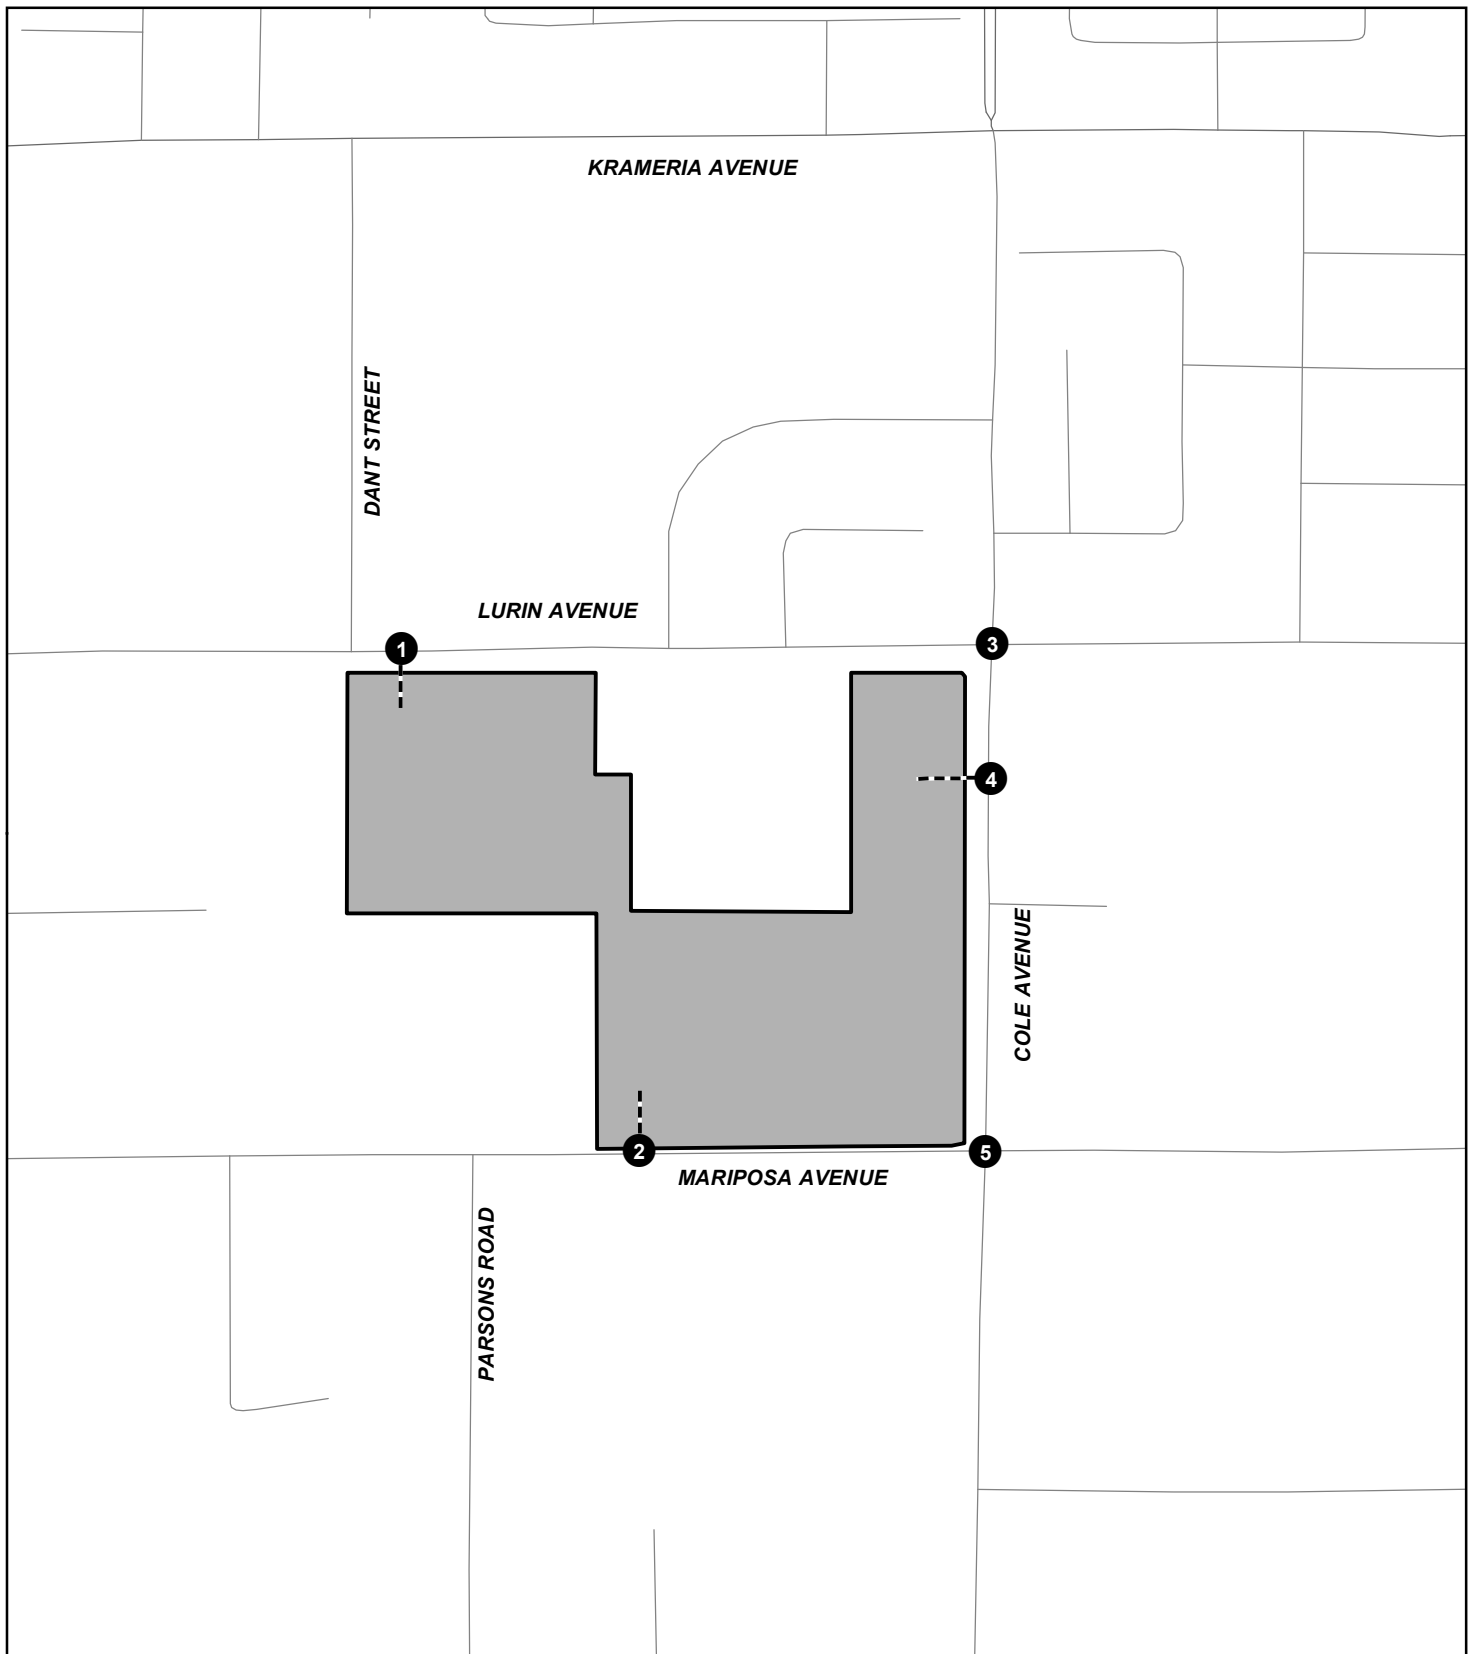 KRAMERIA AVENUE
DANT STREET
LURIN AVENUE
1
3
4
COLE AVENUE
2
5
MARIPOSA AVENUE
PARSONS ROAD